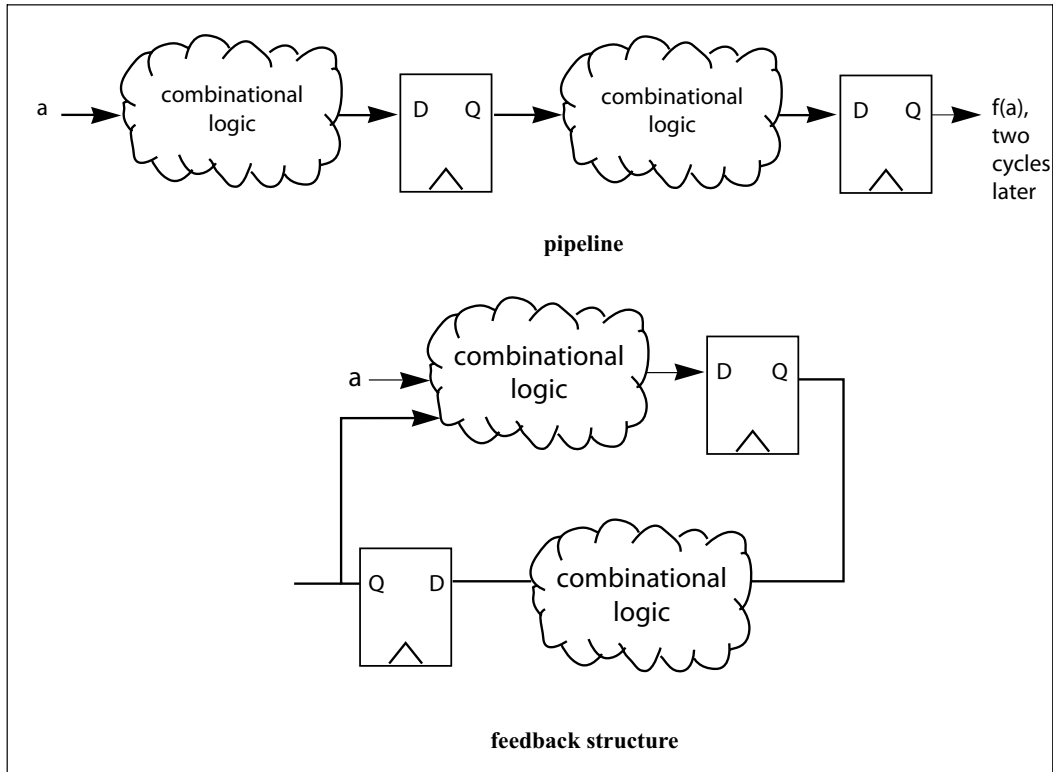 a
combinational
logic
D Q
combinational
logic
D Q
f(a),
two
cycles
later
pipeline
a
combinational
logic
D Q
Q D
combinational
logic
feedback structure